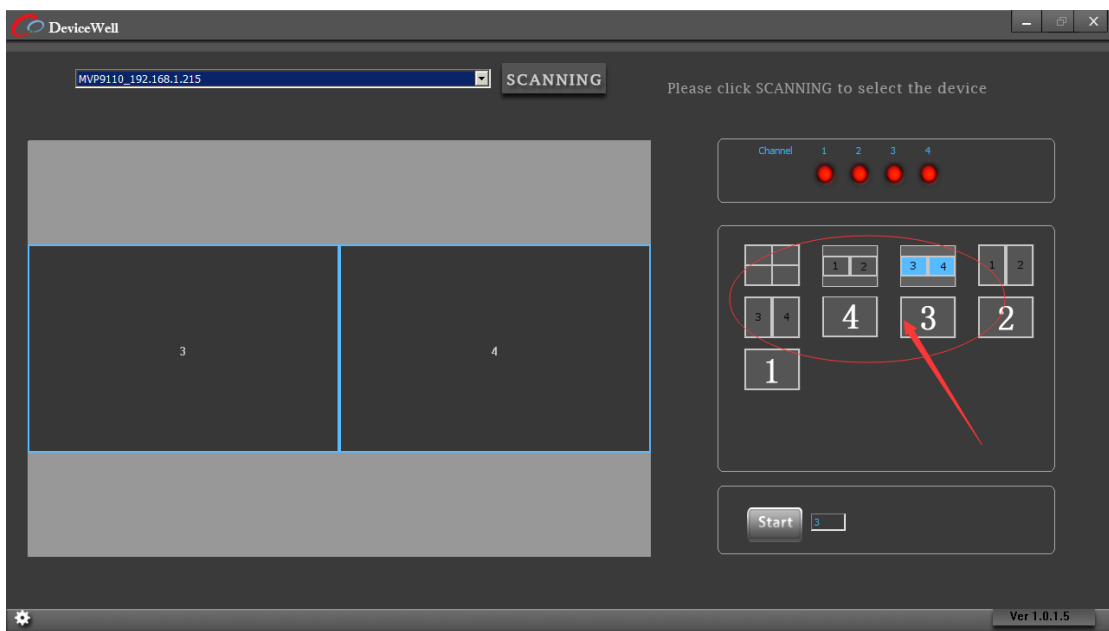 DeviceWell
MVP9110_192.168.1.215
SCANNING
Please click SCANNING to select the device
Channel 1 2 3 4
3 4
1 2 3 4 1 2
3 4 4 3 2
1
Start 3
Ver 1.0.1.5